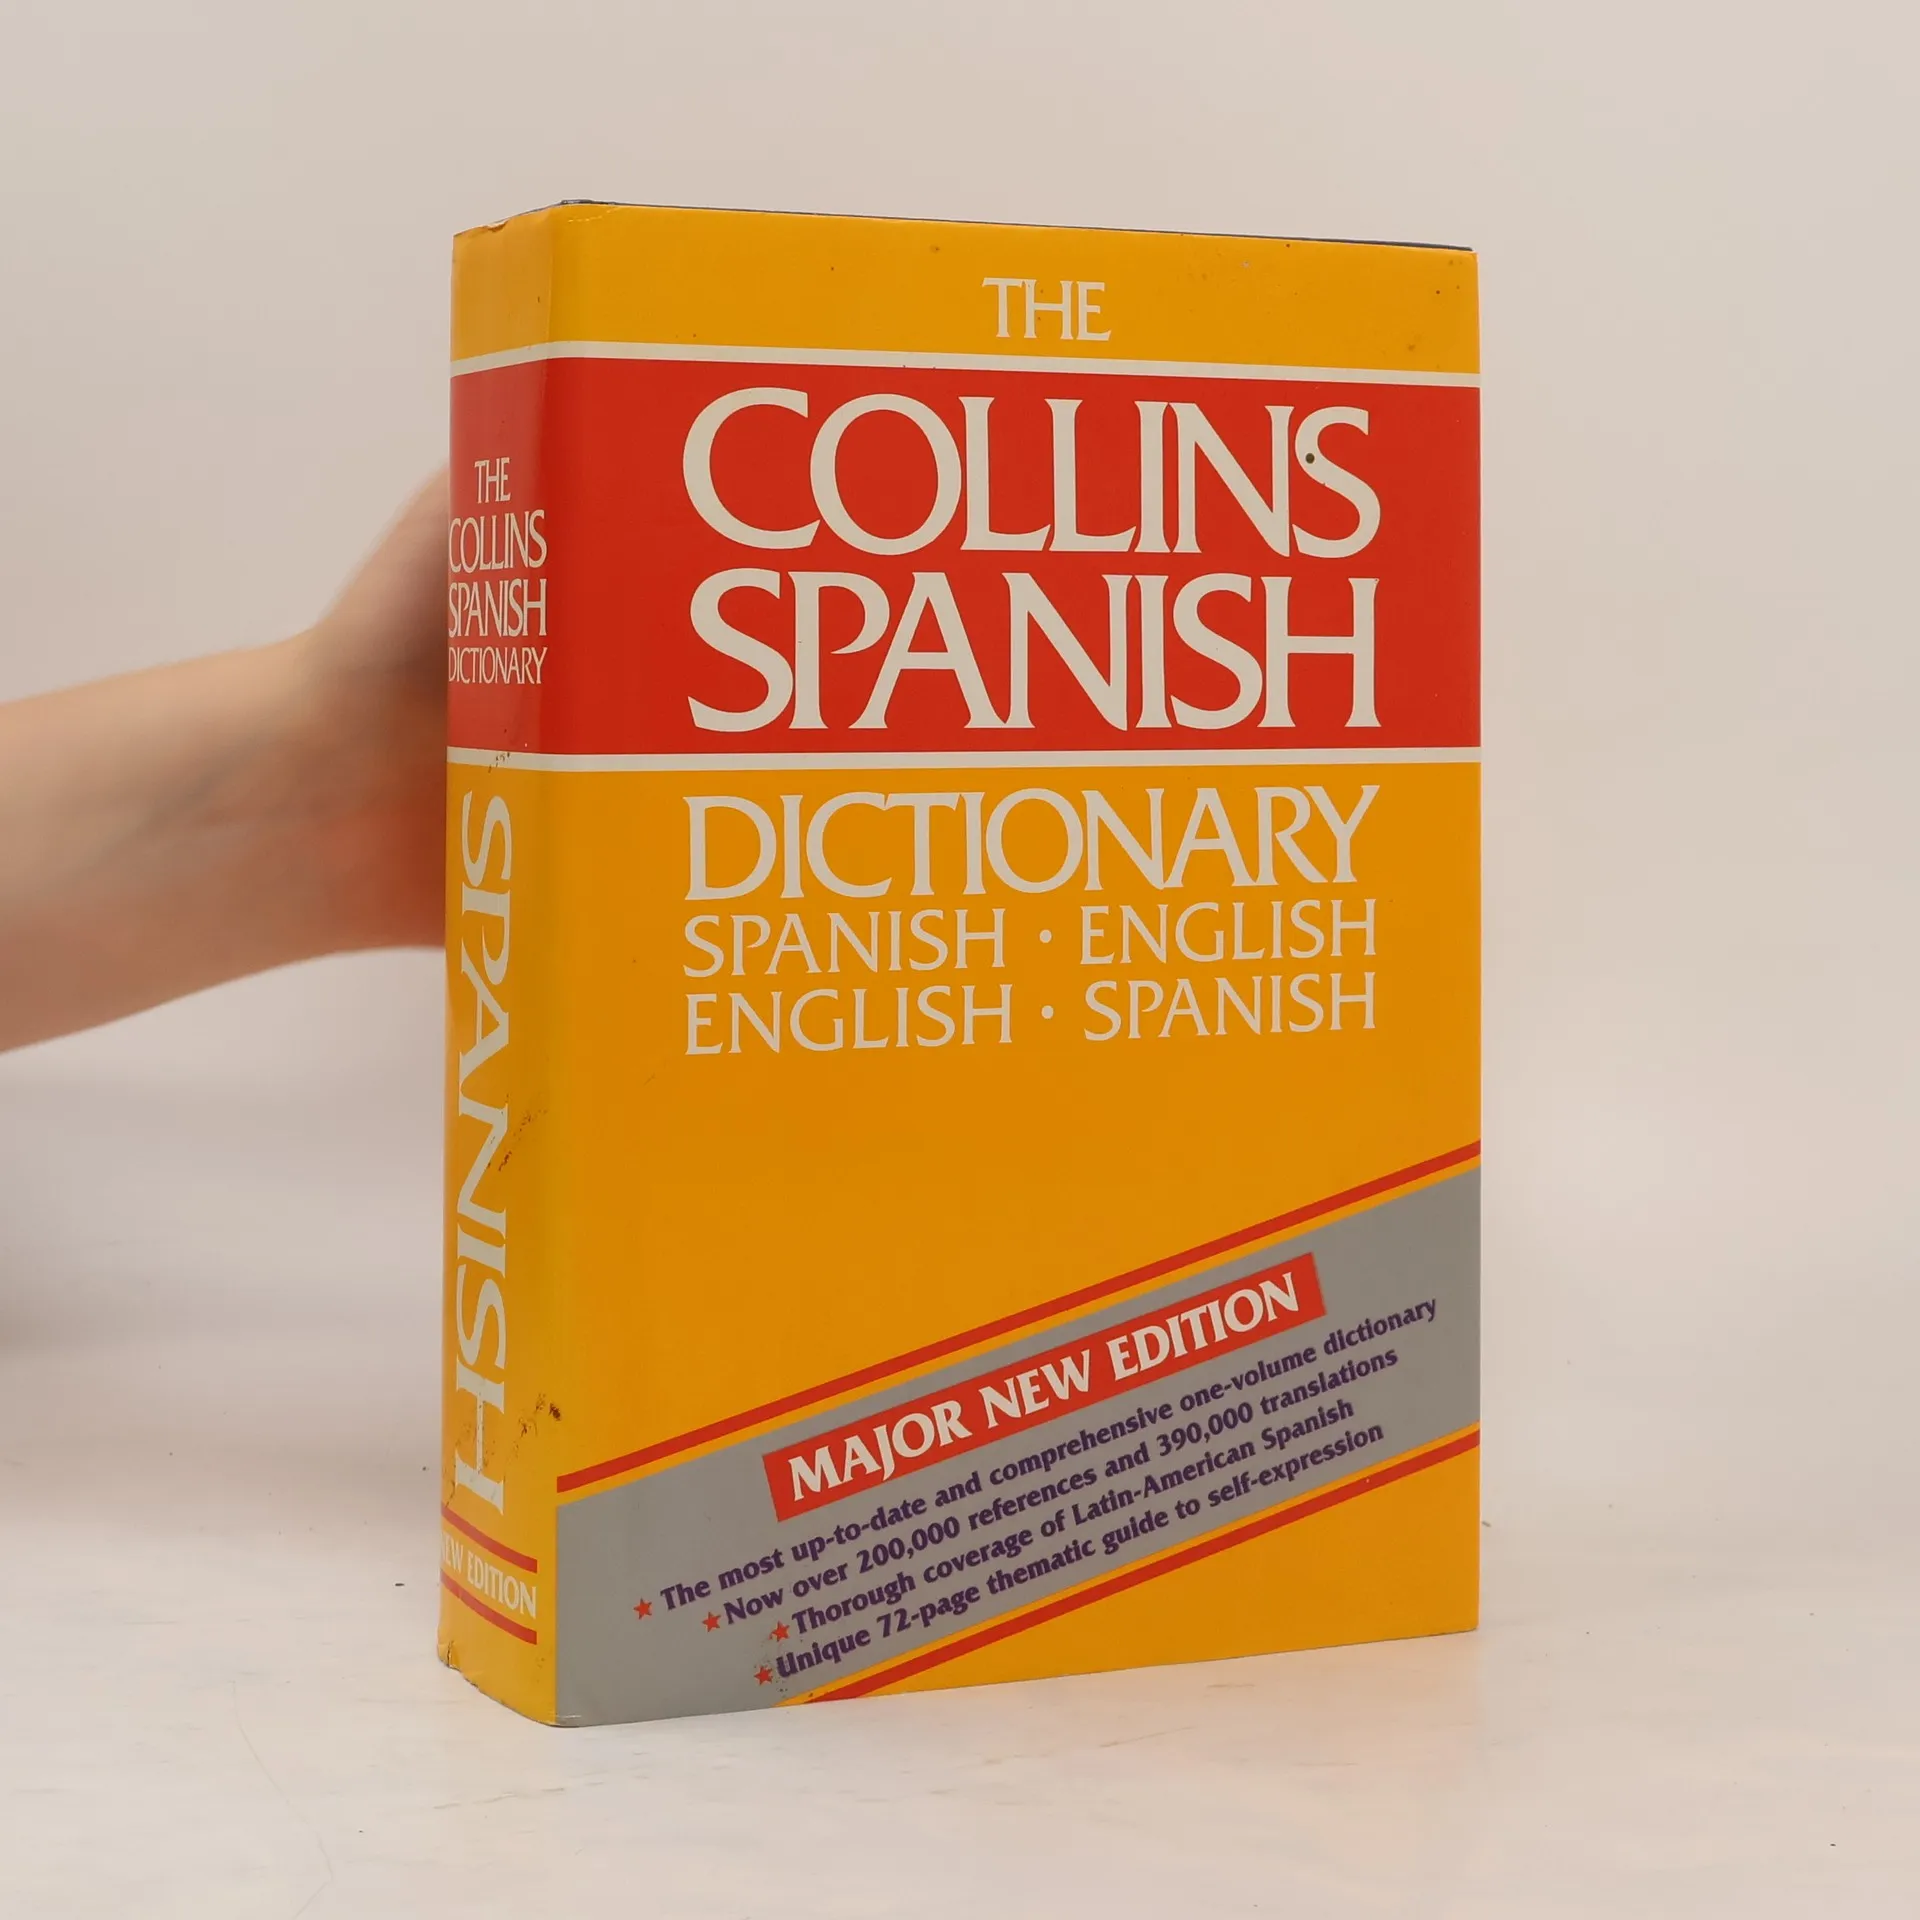 THE
COLLINS
SPANISH
DICTIONARY
SPANISH
NEW EDITION
THE
COLLINS
SPANISH
DICTIONARY
SPANISH · ENGLISH
ENGLISH · SPANISH
MAJOR NEW EDITION
★ The most up-to-date and comprehensive one-volume dictionary
★ Now over 200,000 references and 390,000 translations
★ Thorough coverage of Latin-American Spanish
★ Unique 72-page thematic guide to self-expression